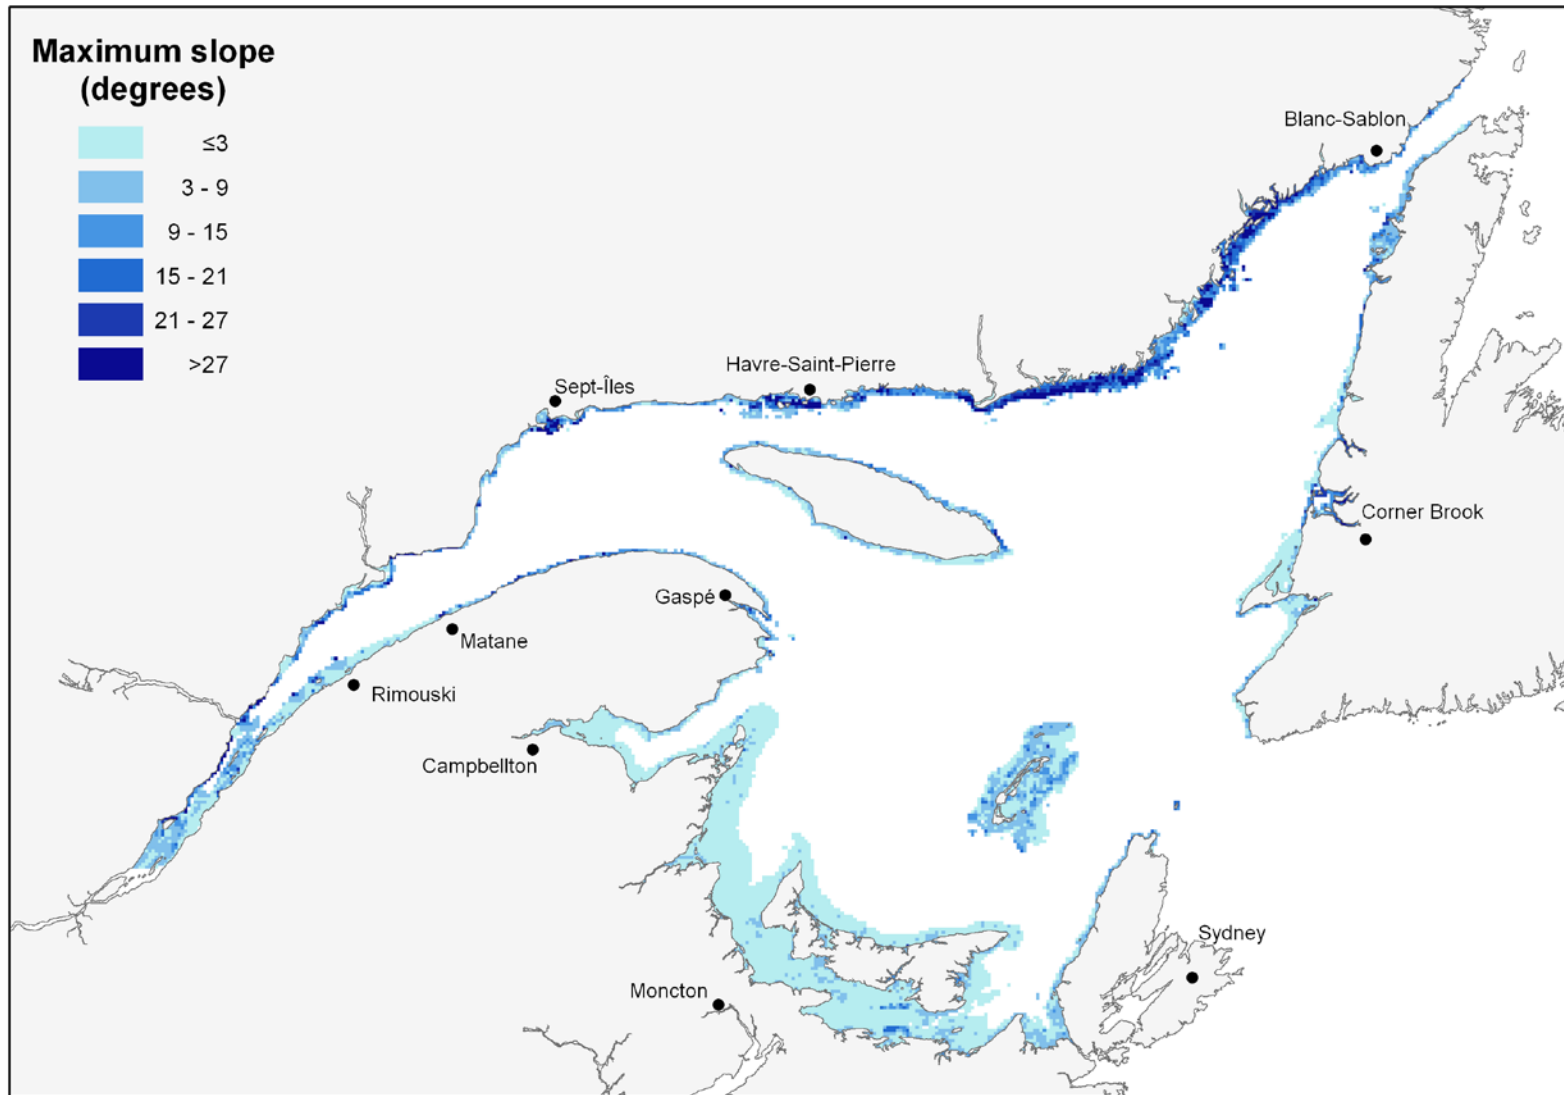 Maximum slope
(degrees)
≤3
3 - 9
9 - 15
15 - 21
21 - 27
>27
Blanc-Sablon
Havre-Saint-Pierre
Sept-Îles
Corner Brook
Gaspé
Matane
Rimouski
Campbellton
Sydney
Moncton